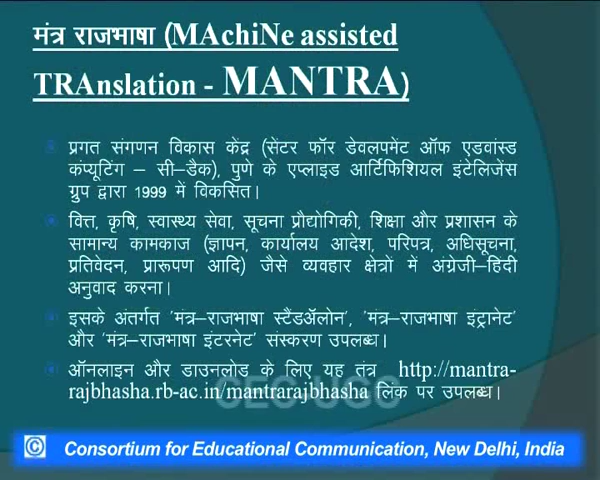 मंत्र राजभाषा (MAchiNe assisted
TRAnslation - MANTRA)
प्रगत संगणन विकास केंद्र (सेंटर फॉर डेवलपमेंट ऑफ एडवांस्ड
कंप्यूटिंग – सी–डैक), पुणे के एप्लाइड आर्टिफिशियल इंटेलिजेंस
ग्रुप द्वारा 1999 में विकसित।
वित्त, कृषि, स्वास्थ्य सेवा, सूचना प्रौद्योगिकी, शिक्षा और प्रशासन के
सामान्य कामकाज (ज्ञापन, कार्यालय आदेश, परिपत्र, अधिसूचना,
प्रतिवेदन, प्रारूपण आदि) जैसे व्यवहार क्षेत्रों में अंग्रेजी–हिंदी
अनुवाद करना।
इसके अंतर्गत 'मंत्र–राजभाषा स्टैंडॲलोन', 'मंत्र–राजभाषा इंट्रानेट'
और 'मंत्र–राजभाषा इंटरनेट' संस्करण उपलब्ध।
ऑनलाइन और डाउनलोड के लिए यह तंत्र http://mantra-
rajbhasha.rb-ac.in/mantrarajbhasha लिंक पर उपलब्ध।
CEC-UGC
© Consortium for Educational Communication, New Delhi, India